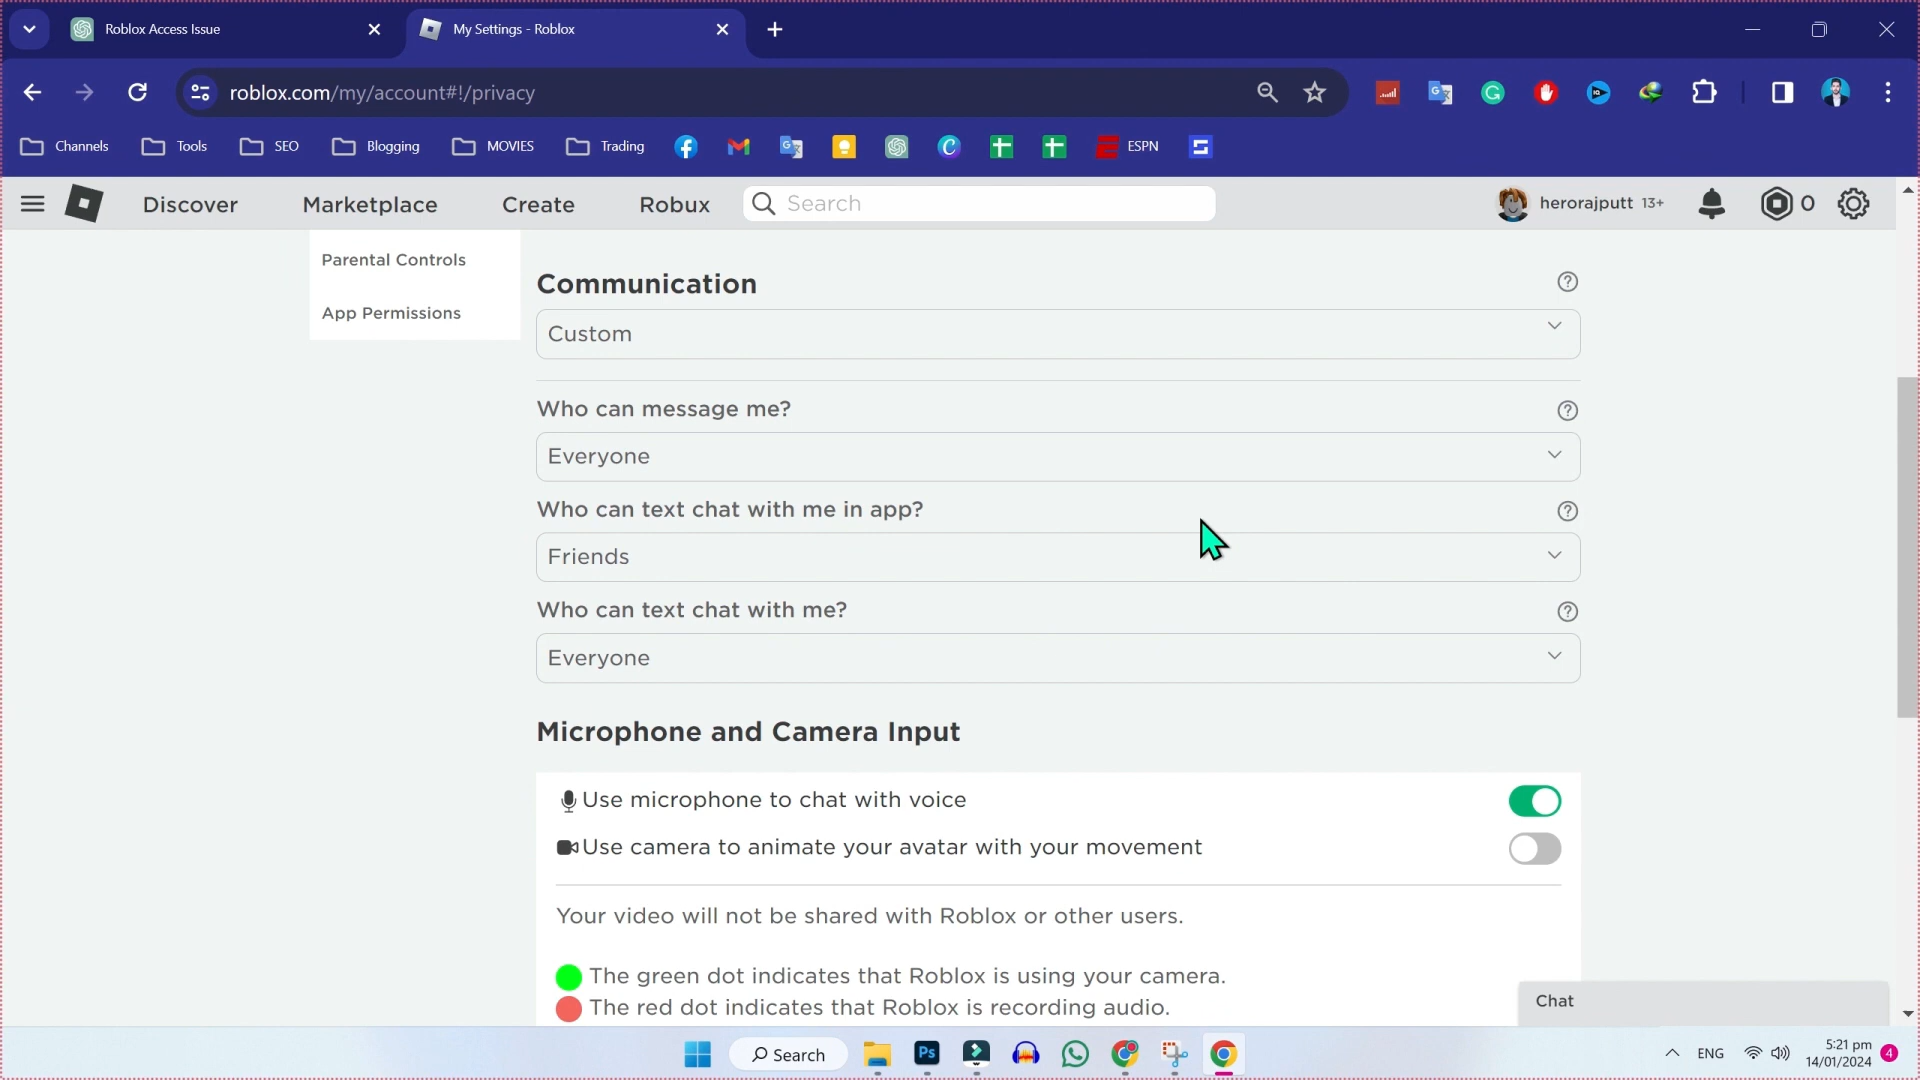 Roblox Access Issue
My Settings - Roblox
roblox.com/my/account#!/privacy
Channels Tools SEO Blogging MOVIES Trading ESPN
Discover Marketplace Create Robux Search herorajputt 13+ 0
Parental Controls
App Permissions
Communication
Custom
Who can message me?
Everyone
Who can text chat with me in app?
Friends
Who can text chat with me?
Everyone
Microphone and Camera Input
Use microphone to chat with voice
Use camera to animate your avatar with your movement
Your video will not be shared with Roblox or other users.
The green dot indicates that Roblox is using your camera.
The red dot indicates that Roblox is recording audio.
Chat
Search Ps ENG 5:21 pm 4
14/01/2024